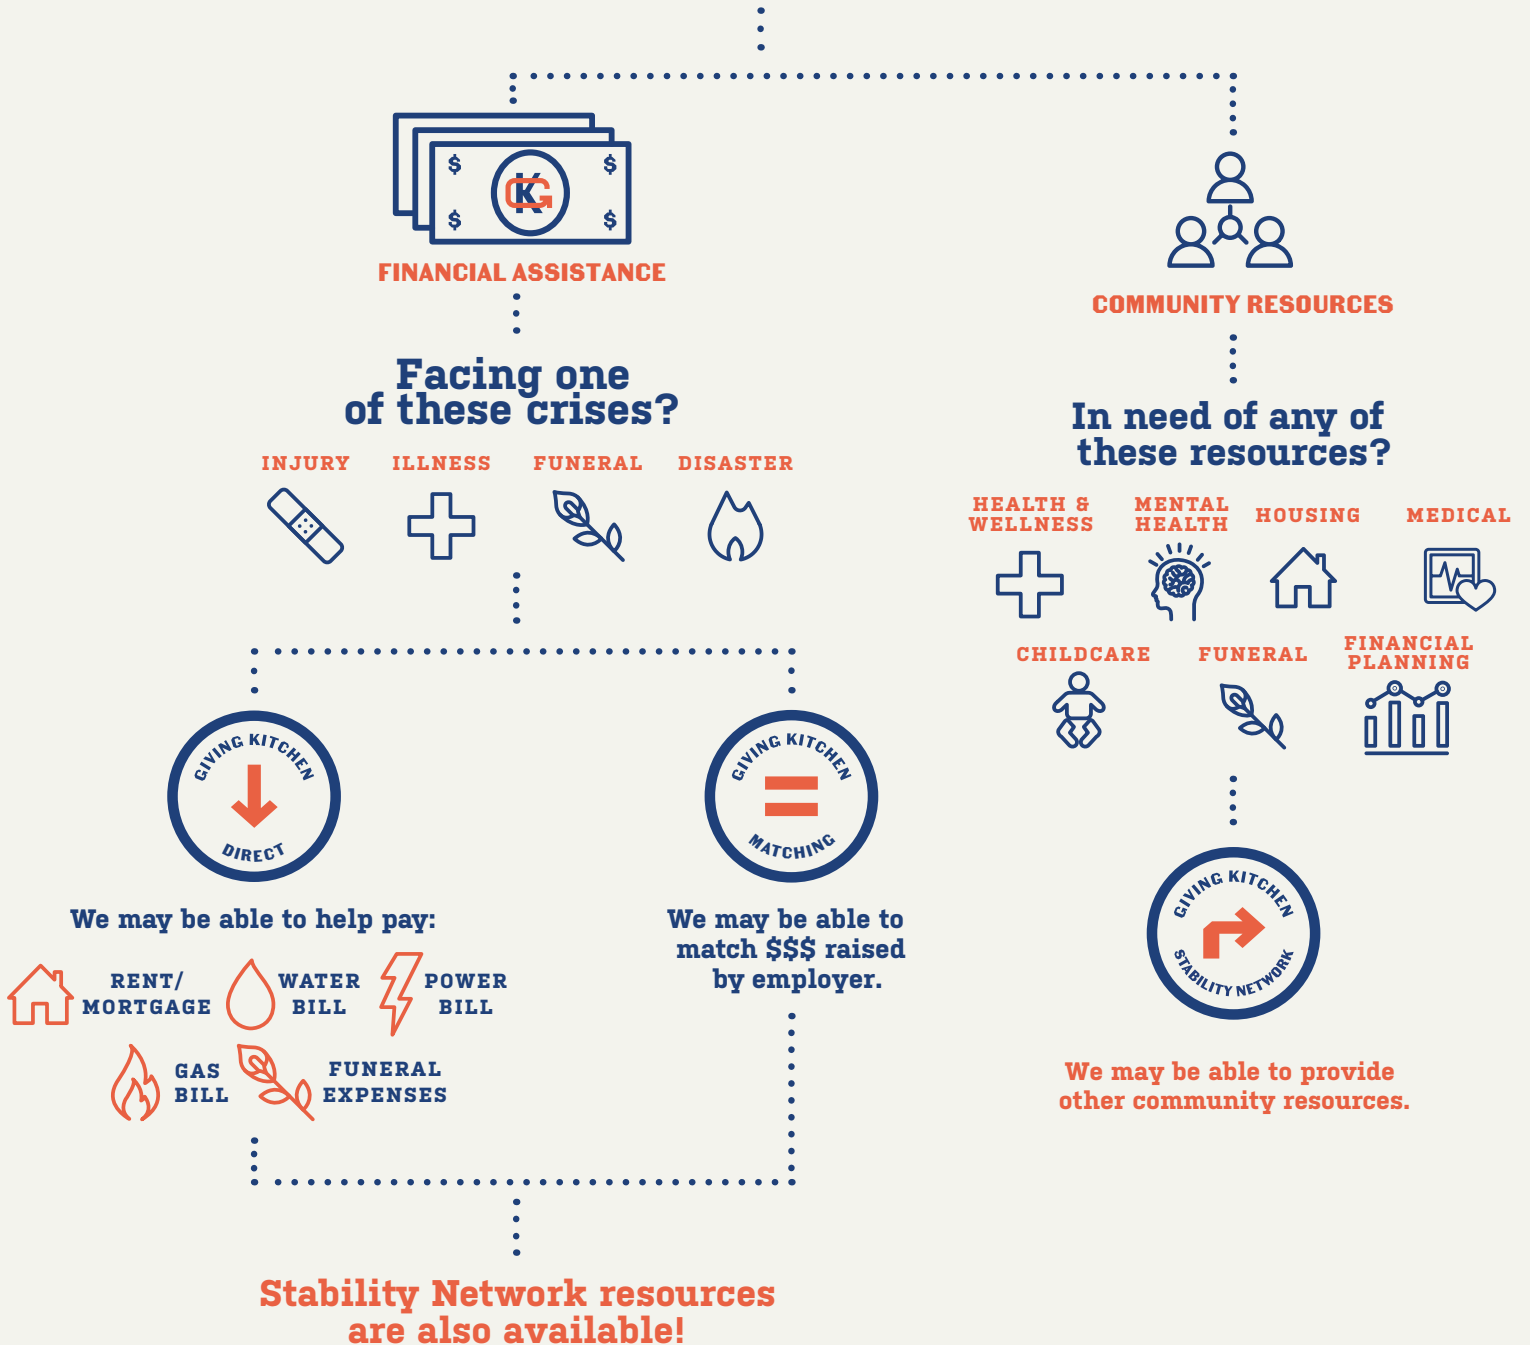 $ $
GK
$ $
FINANCIAL ASSISTANCE
Facing one
of these crises?
INJURY ILLNESS FUNERAL DISASTER
GIVING KITCHEN
DIRECT
We may be able to help pay:
RENT/
MORTGAGE
WATER
BILL
POWER
BILL
GAS
BILL
FUNERAL
EXPENSES
GIVING KITCHEN
MATCHING
We may be able to
match $$$ raised
by employer.
Stability Network resources
are also available!
COMMUNITY RESOURCES
In need of any of
these resources?
HEALTH &
WELLNESS
MENTAL
HEALTH
HOUSING
MEDICAL
CHILDCARE
FUNERAL
FINANCIAL
PLANNING
GIVING KITCHEN
STABILITY NETWORK
We may be able to provide
other community resources.